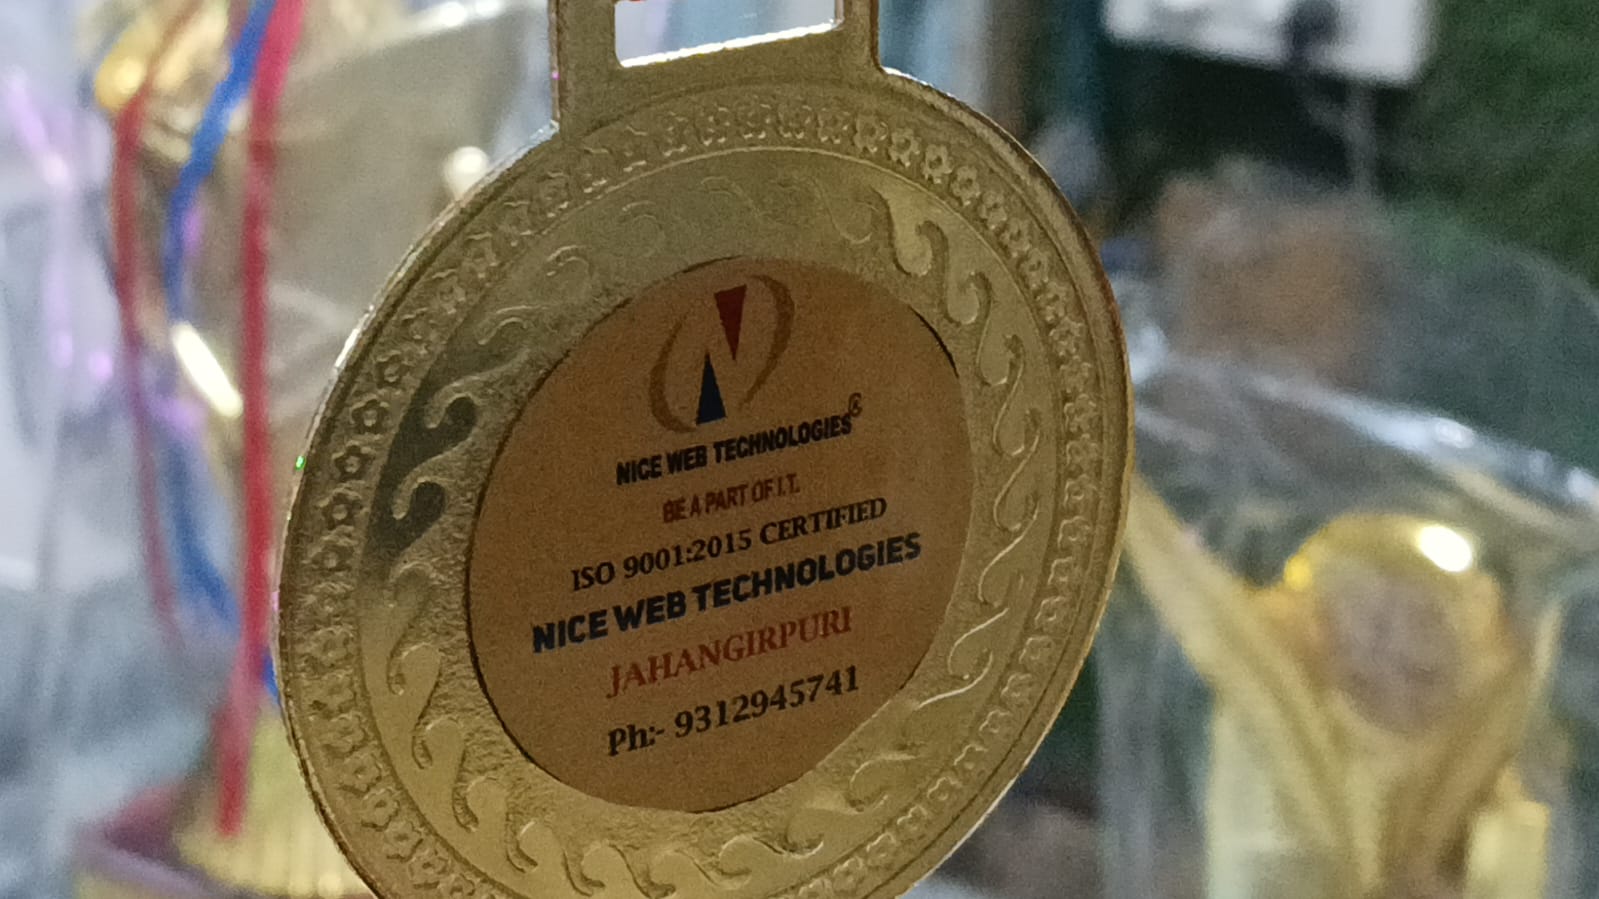 NICE WEB TECHNOLOGIES®
BE A PART OF I.T.
ISO 9001:2015 CERTIFIED
NICE WEB TECHNOLOGIES
JAHANGIRPURI
Ph:- 9312945741